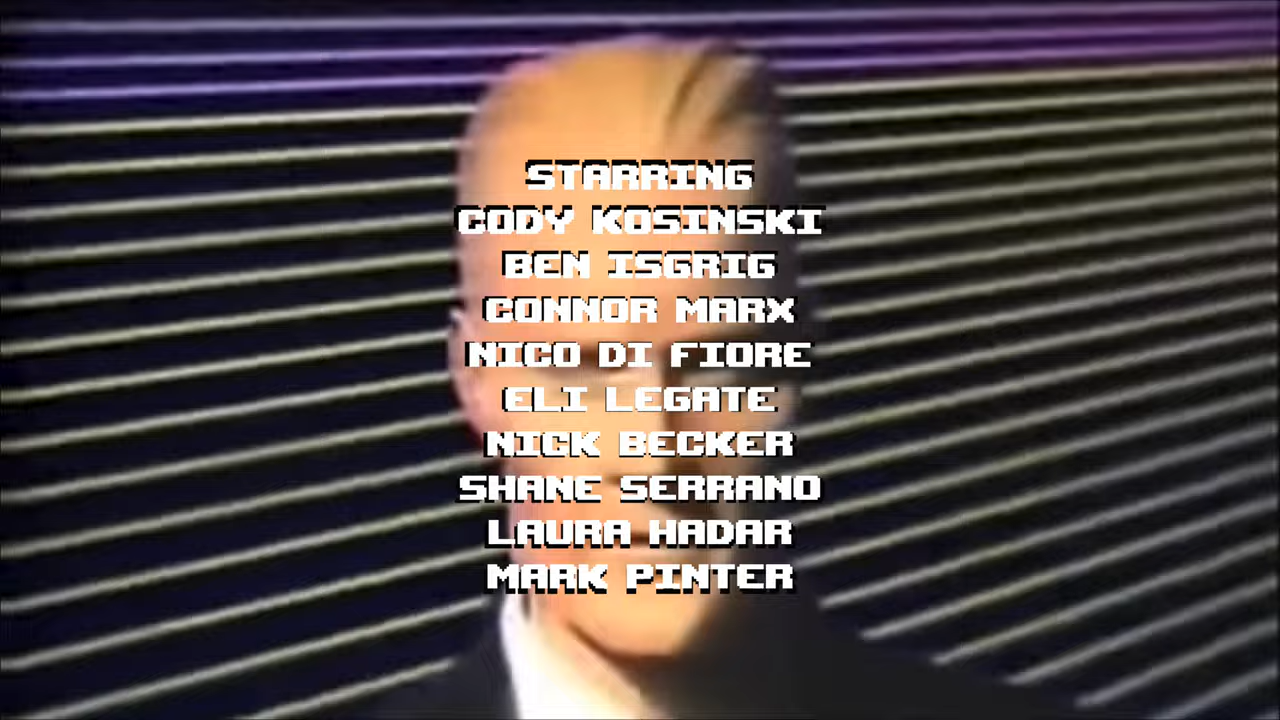 STARRING
CODY KOSINSKI
BEN ISGRIG
CONNOR MARX
NICO DI FIORE
ELI LEGATE
NICK BECKER
SHANE SERRANO
LAURA HADAR
MARK PINTER